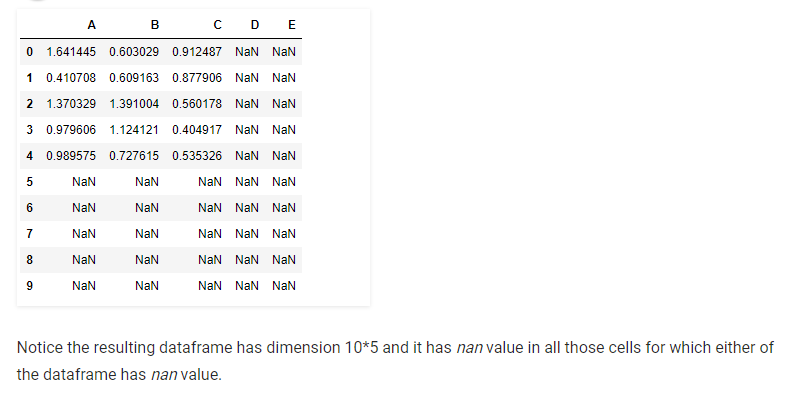 A B C D E
0 1.641445 0.603029 0.912487 NaN NaN
1 0.410708 0.609163 0.877906 NaN NaN
2 1.370329 1.391004 0.560178 NaN NaN
3 0.979606 1.124121 0.404917 NaN NaN
4 0.989575 0.727615 0.535326 NaN NaN
5 NaN NaN NaN NaN NaN
6 NaN NaN NaN NaN NaN
7 NaN NaN NaN NaN NaN
8 NaN NaN NaN NaN NaN
9 NaN NaN NaN NaN NaN
Notice the resulting dataframe has dimension 10*5 and it has nan value in all those cells for which either of
the dataframe has nan value.